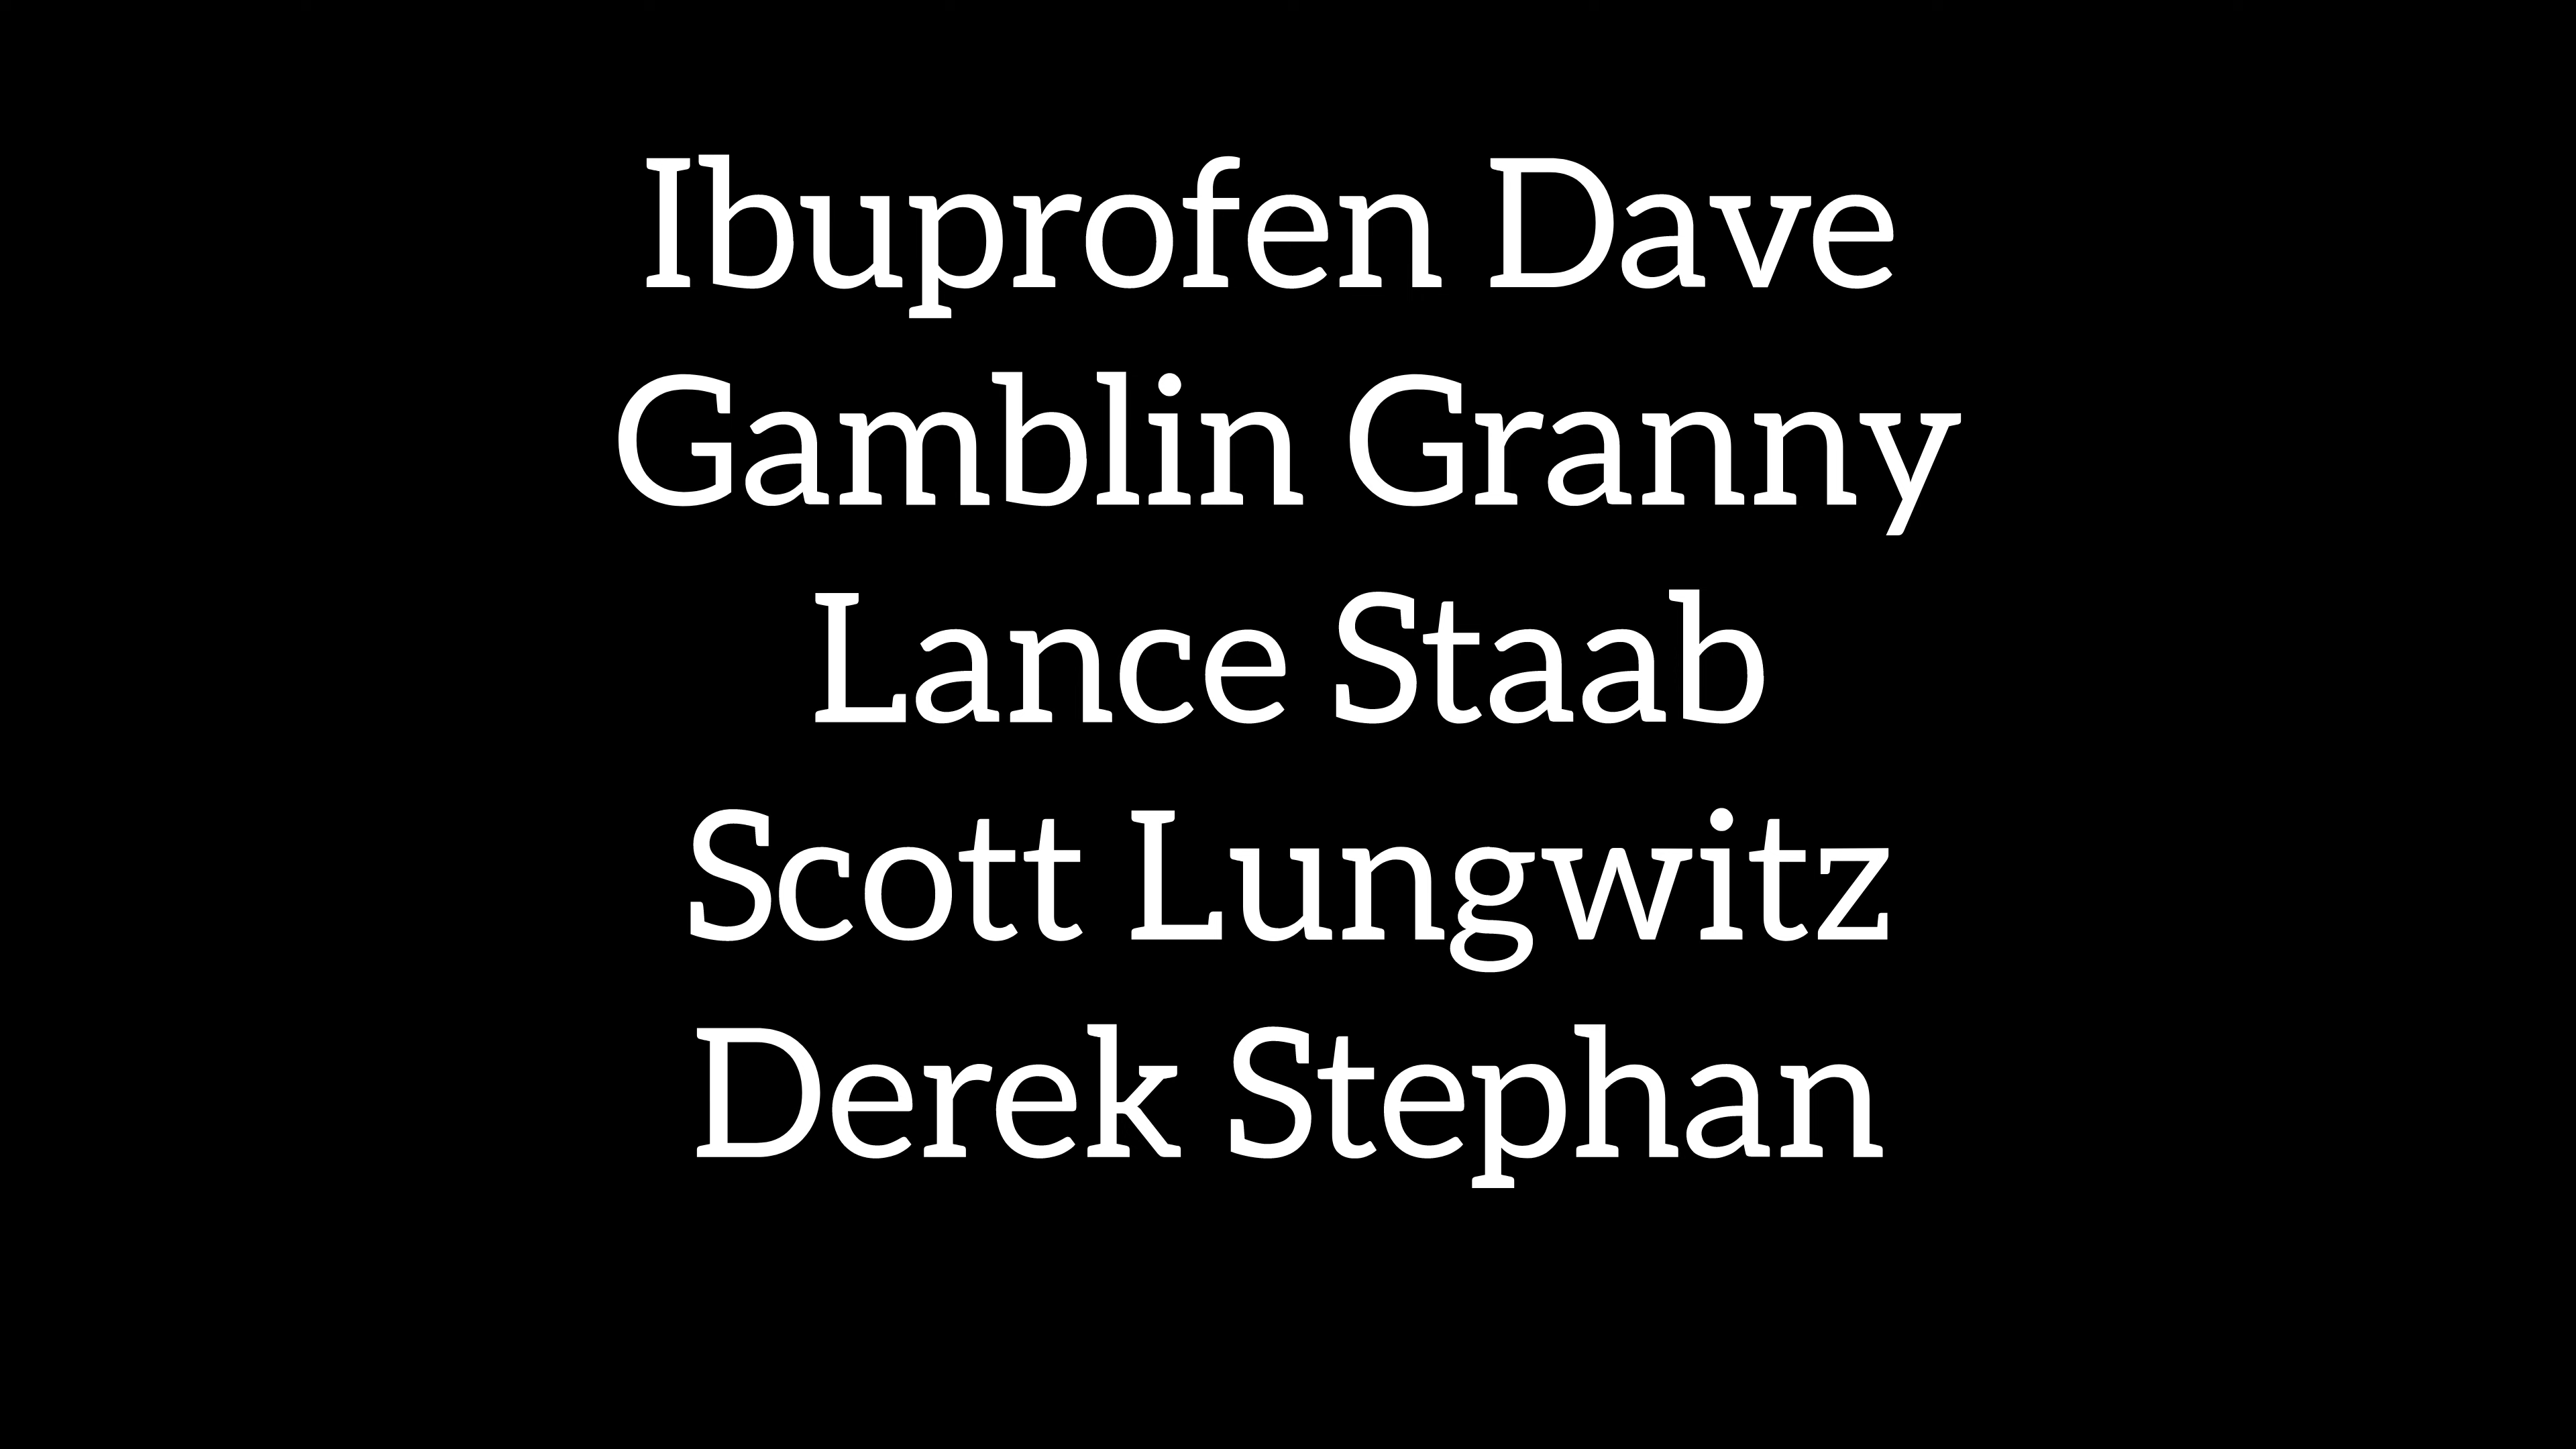 Ibuprofen Dave
Gamblin Granny
Lance Staab
Scott Lungwitz
Derek Stephan